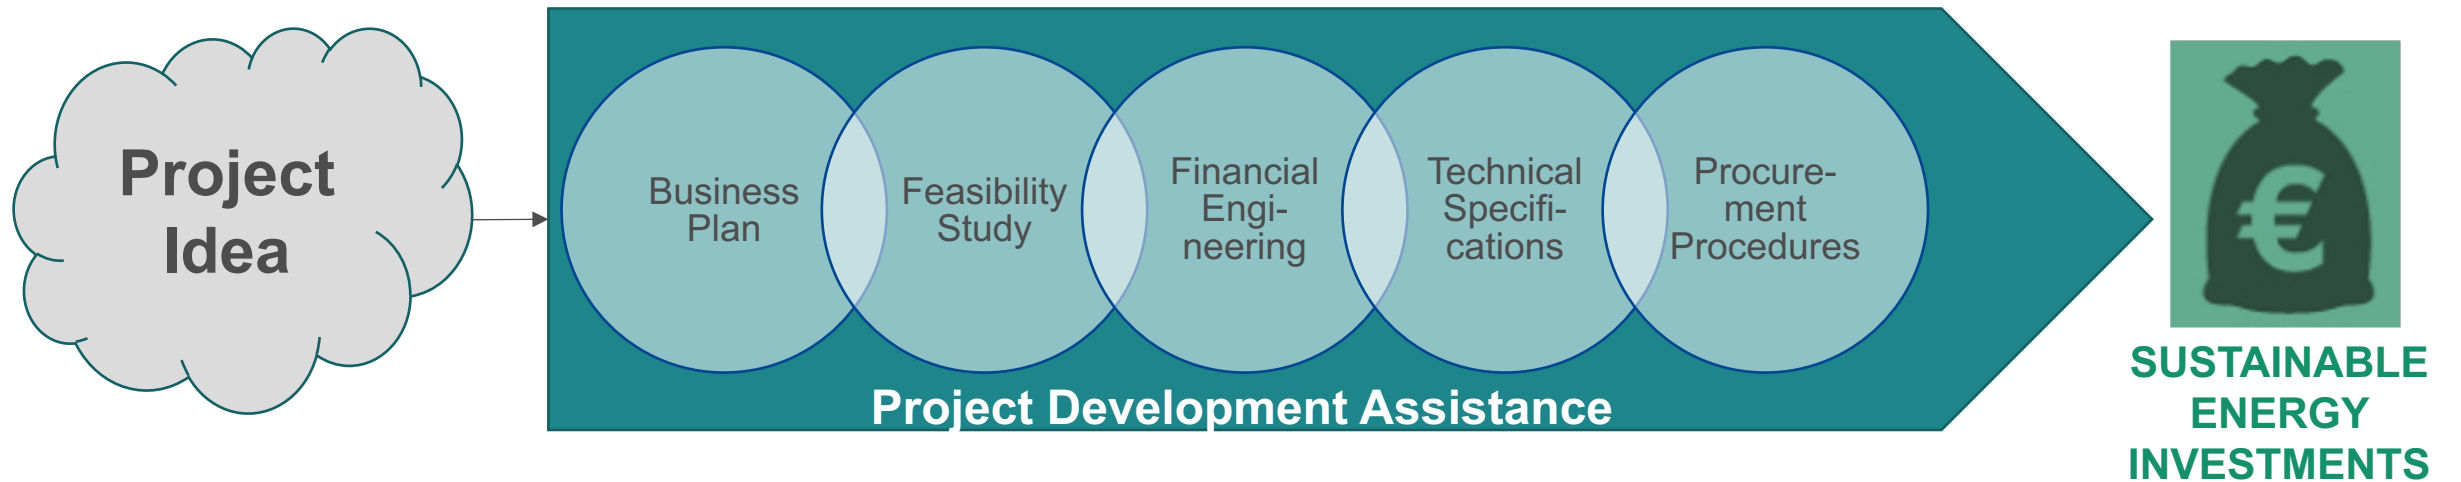 Project
Idea
Business
Plan
Feasibility
Study
Financial
Engi-
neering
Technical
Specifi-
cations
Procure-
ment
Procedures
Project Development Assistance
€
SUSTAINABLE
ENERGY
INVESTMENTS